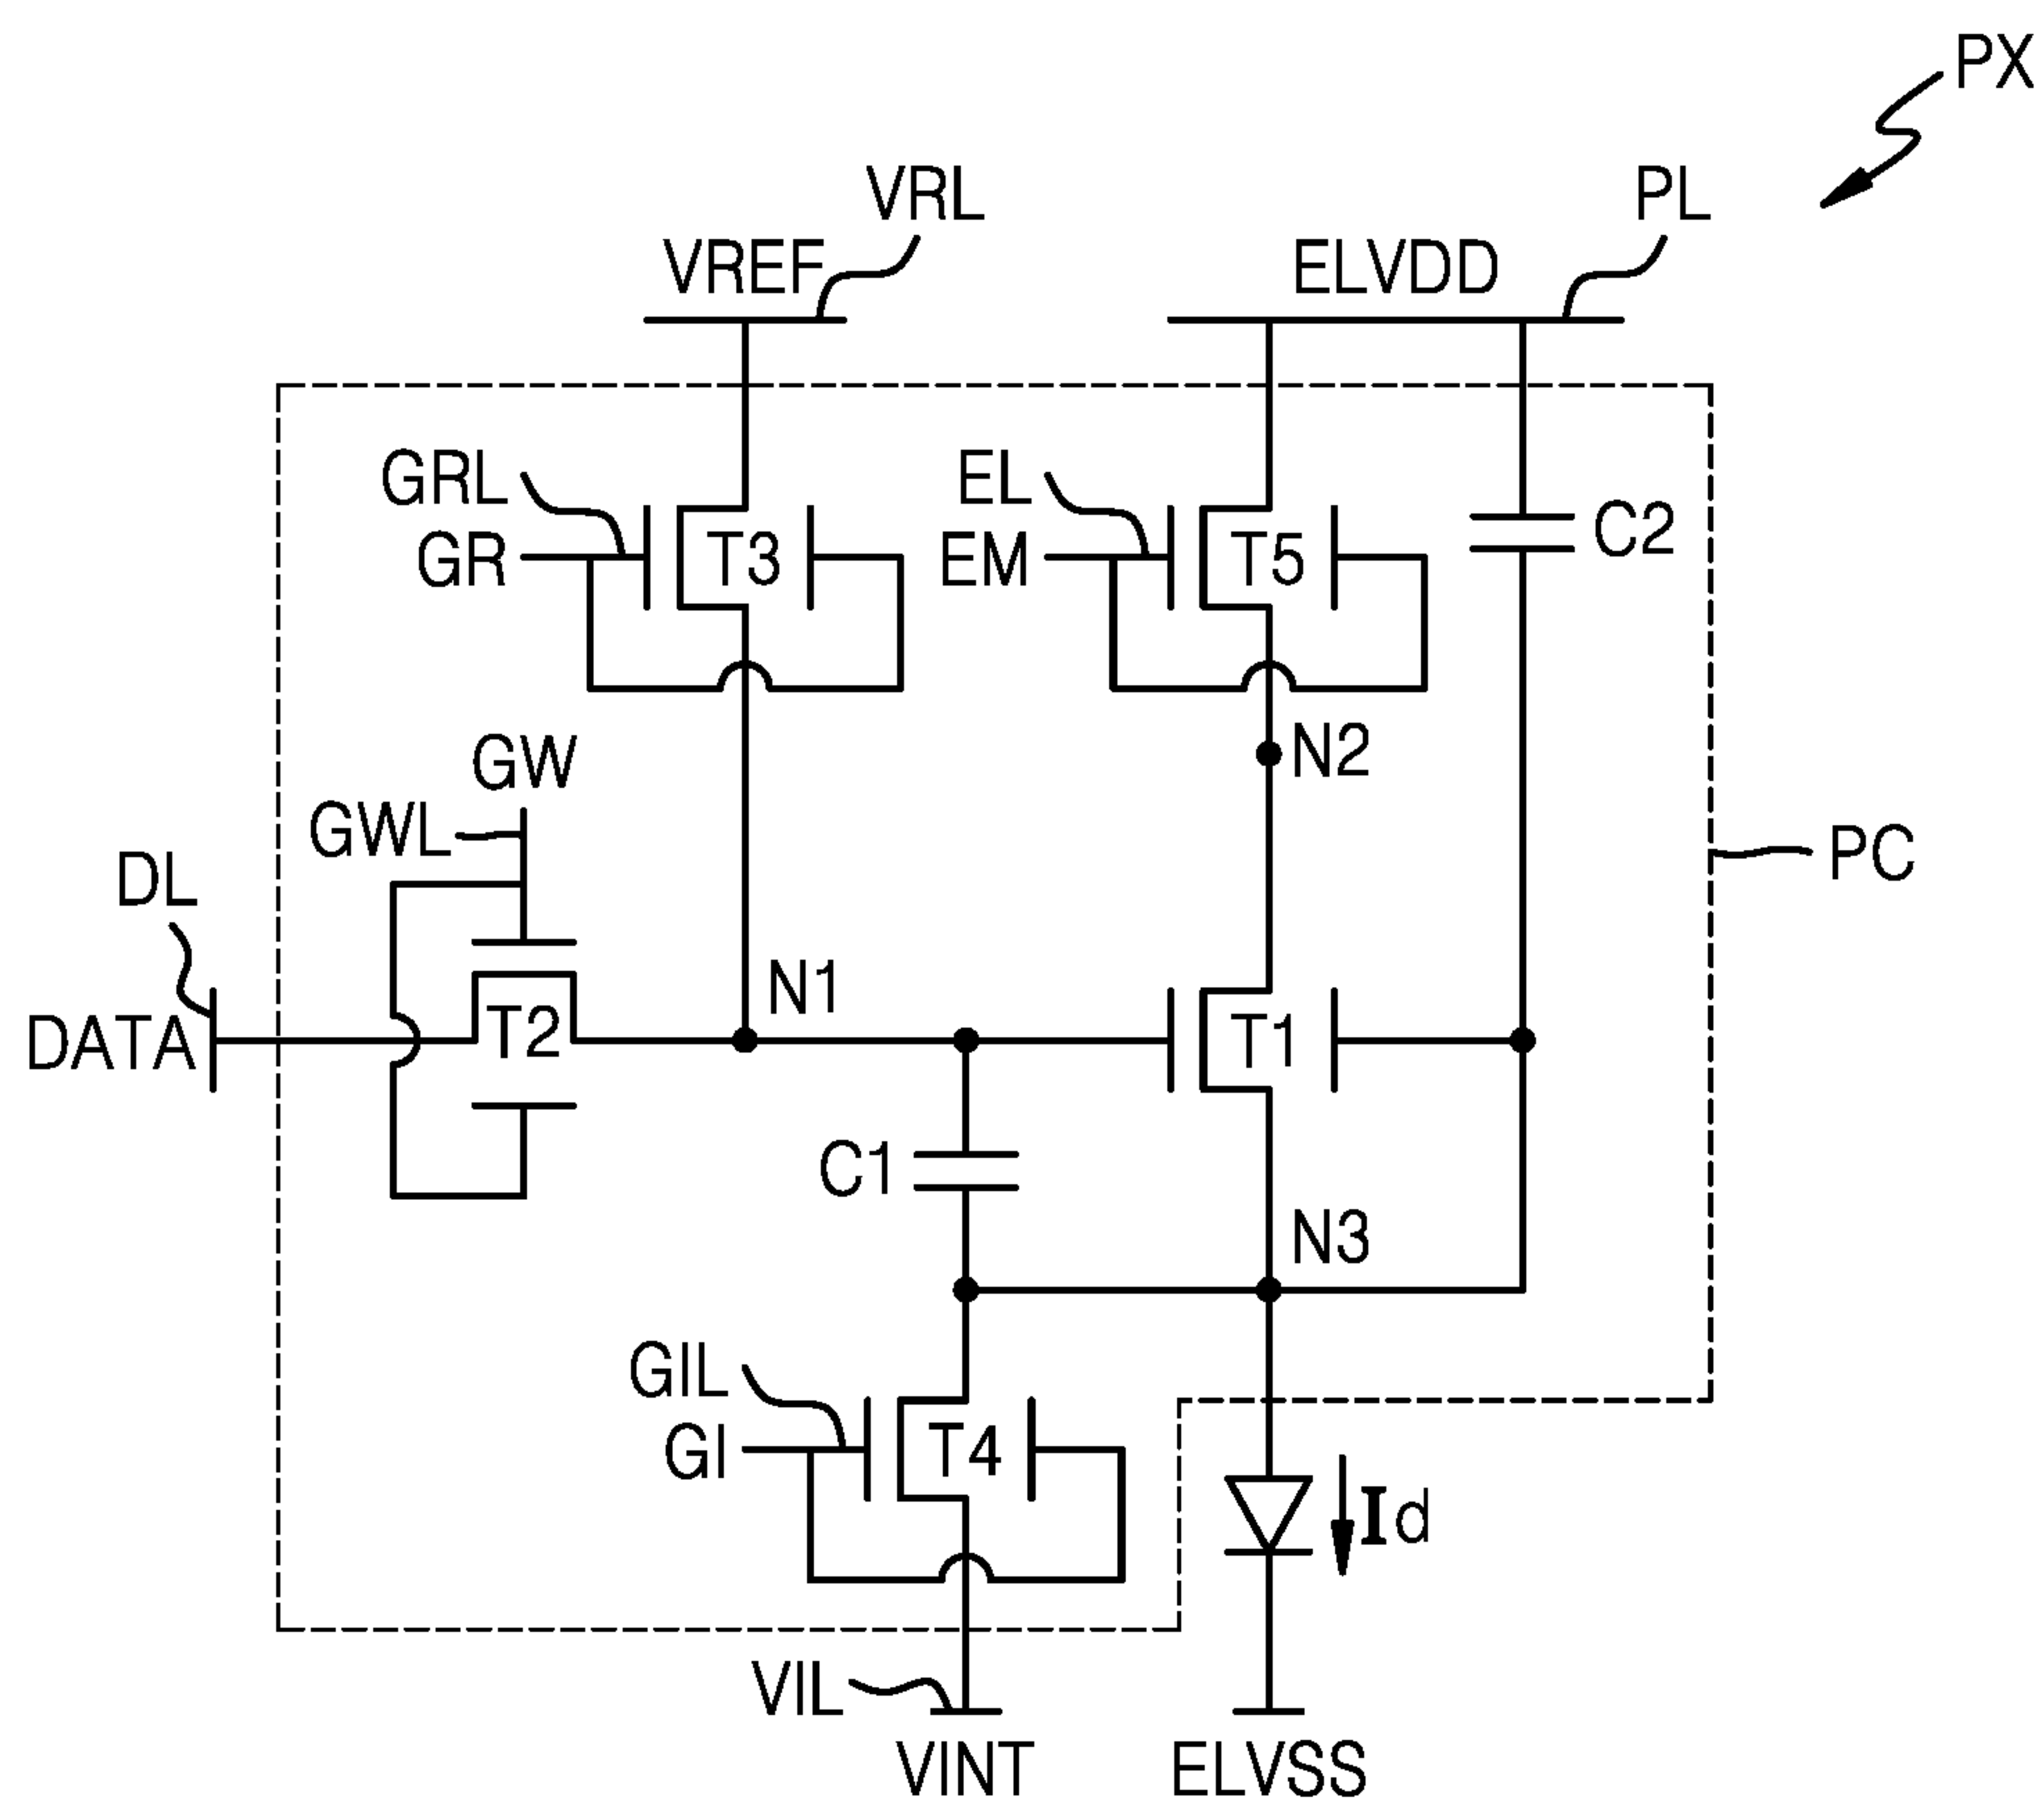 PX
VRL
PL
VREF
ELVDD
GRL
EL
C2
GR
T3
EM
T5
GW
N2
GWL
PC
DL
N1
DATA
T2
T1
C1
N3
GIL
GI
T4
Id
VIL
VINT
ELVSS